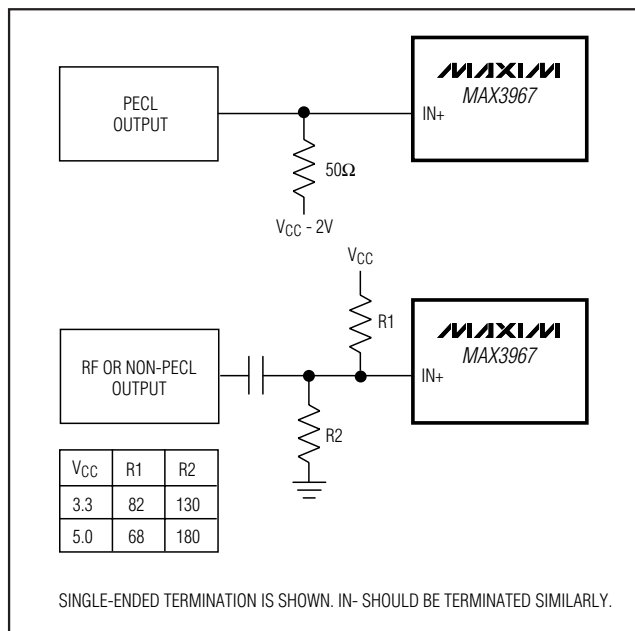 PECL
OUTPUT
MAXIM
MAX3967
IN+
50Ω
VCC - 2V
VCC
R1
MAXIM
MAX3967
RF OR NON-PECL
OUTPUT
IN+
R2
VCC R1 R2
3.3 82 130
5.0 68 180
SINGLE-ENDED TERMINATION IS SHOWN. IN- SHOULD BE TERMINATED SIMILARLY.